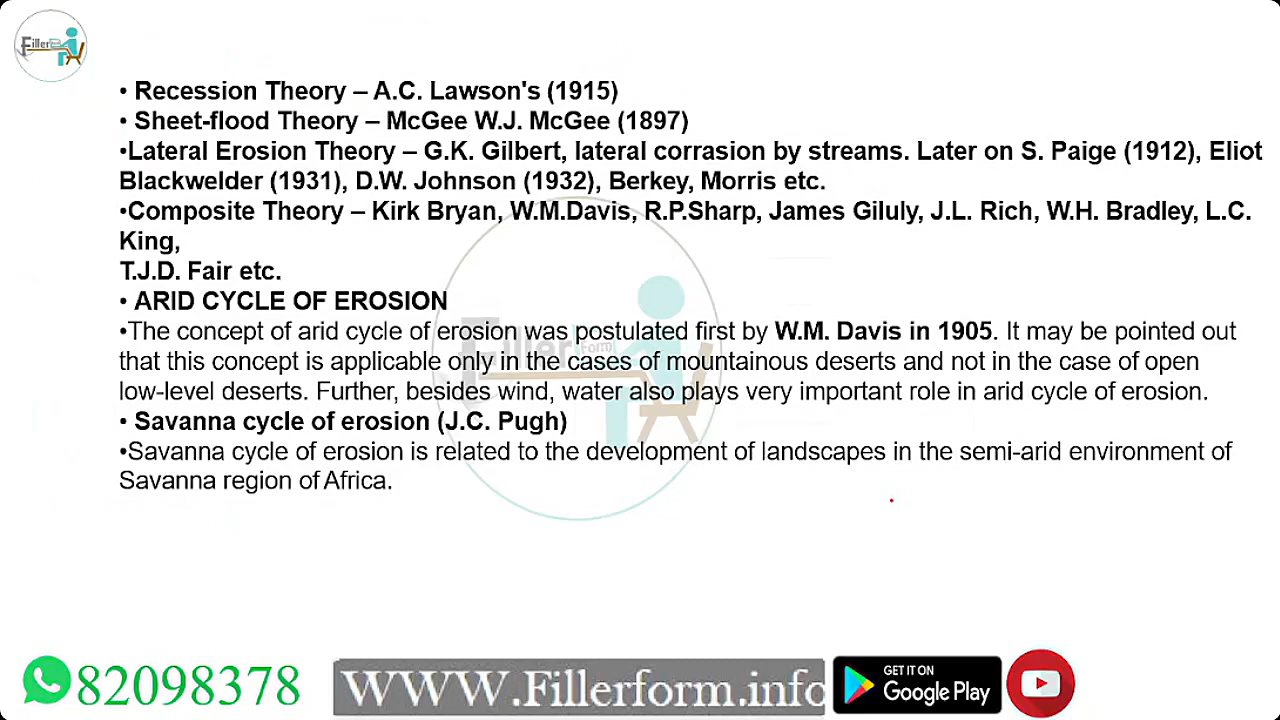 Filler
• Recession Theory – A.C. Lawson's (1915)
• Sheet-flood Theory – McGee W.J. McGee (1897)
•Lateral Erosion Theory – G.K. Gilbert, lateral corrasion by streams. Later on S. Paige (1912), Eliot
Blackwelder (1931), D.W. Johnson (1932), Berkey, Morris etc.
•Composite Theory – Kirk Bryan, W.M.Davis, R.P.Sharp, James Giluly, J.L. Rich, W.H. Bradley, L.C.
King,
T.J.D. Fair etc.
• ARID CYCLE OF EROSION
•The concept of arid cycle of erosion was postulated first by W.M. Davis in 1905. It may be pointed out
that this concept is applicable only in the cases of mountainous deserts and not in the case of open
low-level deserts. Further, besides wind, water also plays very important role in arid cycle of erosion.
• Savanna cycle of erosion (J.C. Pugh)
•Savanna cycle of erosion is related to the development of landscapes in the semi-arid environment of
Savanna region of Africa.
Filler Form
82098378
WWW.Fillerform.info
GET IT ON
Google Play